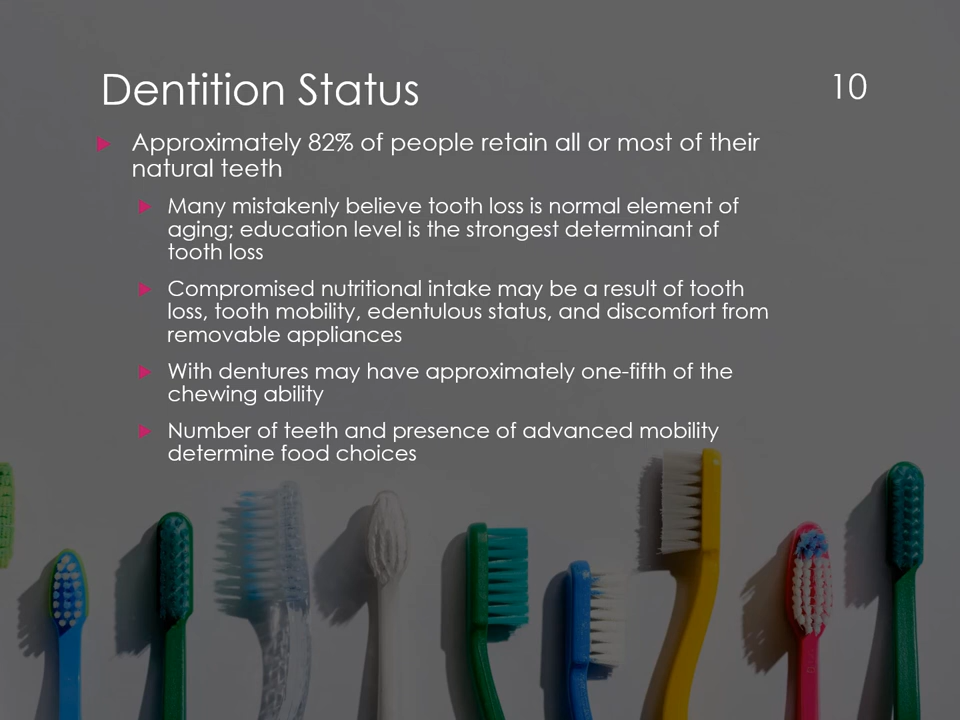 Dentition Status
10
Approximately 82% of people retain all or most of their
natural teeth
Many mistakenly believe tooth loss is normal element of
aging; education level is the strongest determinant of
tooth loss
Compromised nutritional intake may be a result of tooth
loss, tooth mobility, edentulous status, and discomfort from
removable appliances
With dentures may have approximately one-fifth of the
chewing ability
Number of teeth and presence of advanced mobility
determine food choices